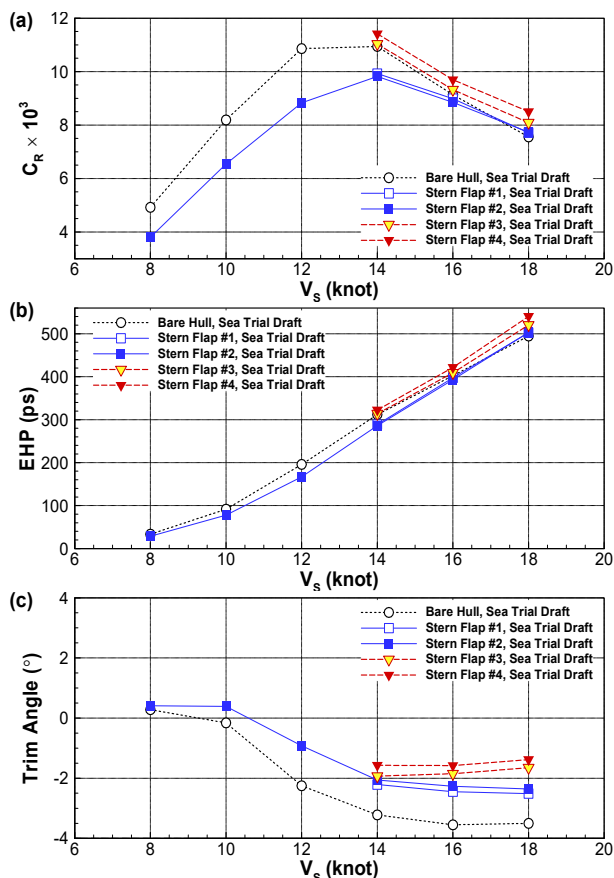 (a)
12
10
8
6
4
C_R × 10³
Bare Hull, Sea Trial Draft
Stern Flap #1, Sea Trial Draft
Stern Flap #2, Sea Trial Draft
Stern Flap #3, Sea Trial Draft
Stern Flap #4, Sea Trial Draft
6 8 10 12 14 16 18 20
V_S (knot)
(b)
500
400
300
200
100
0
EHP (ps)
Bare Hull, Sea Trial Draft
Stern Flap #1, Sea Trial Draft
Stern Flap #2, Sea Trial Draft
Stern Flap #3, Sea Trial Draft
Stern Flap #4, Sea Trial Draft
6 8 10 12 14 16 18 20
V_S (knot)
(c)
4
2
0
-2
-4
Trim Angle (°)
Bare Hull, Sea Trial Draft
Stern Flap #1, Sea Trial Draft
Stern Flap #2, Sea Trial Draft
Stern Flap #3, Sea Trial Draft
Stern Flap #4, Sea Trial Draft
6 8 10 12 14 16 18 20
V_S (knot)